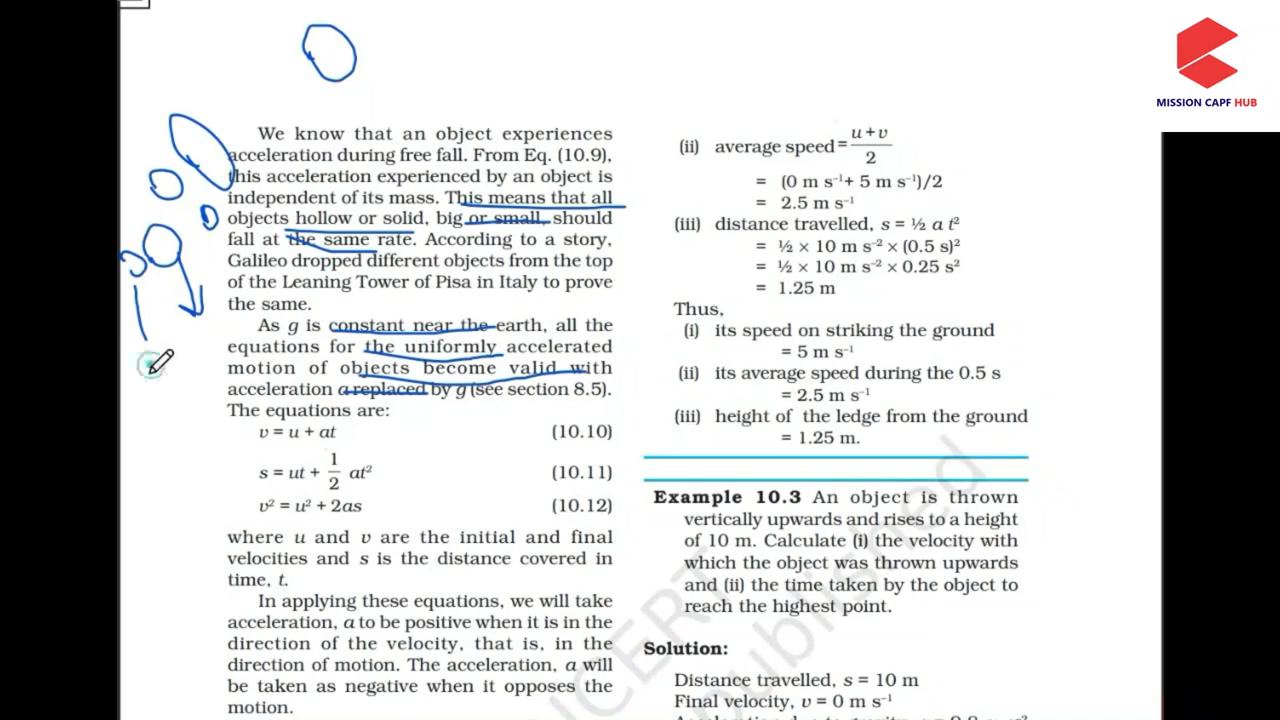 MISSION CAPF HUB
We know that an object experiences
acceleration during free fall. From Eq. (10.9),
this acceleration experienced by an object is
independent of its mass. This means that all
objects hollow or solid, big or small, should
fall at the same rate. According to a story,
Galileo dropped different objects from the top
of the Leaning Tower of Pisa in Italy to prove
the same.
As g is constant near the earth, all the
equations for the uniformly accelerated
motion of objects become valid with
acceleration a replaced by g (see section 8.5).
The equations are:
v = u + at (10.10)
s = ut + 1/2 at² (10.11)
v² = u² + 2as (10.12)
where u and v are the initial and final
velocities and s is the distance covered in
time, t.
In applying these equations, we will take
acceleration, a to be positive when it is in the
direction of the velocity, that is, in the
direction of motion. The acceleration, a will
be taken as negative when it opposes the
motion.
(ii) average speed = u+v/2
= (0 m s⁻¹+ 5 m s⁻¹)/2
= 2.5 m s⁻¹
(iii) distance travelled, s = ½ a t²
= ½ × 10 m s⁻² × (0.5 s)²
= ½ × 10 m s⁻² × 0.25 s²
= 1.25 m
Thus,
(i) its speed on striking the ground
= 5 m s⁻¹
(ii) its average speed during the 0.5 s
= 2.5 m s⁻¹
(iii) height of the ledge from the ground
= 1.25 m.
Example 10.3 An object is thrown
vertically upwards and rises to a height
of 10 m. Calculate (i) the velocity with
which the object was thrown upwards
and (ii) the time taken by the object to
reach the highest point.
Solution:
Distance travelled, s = 10 m
Final velocity, v = 0 m s⁻¹